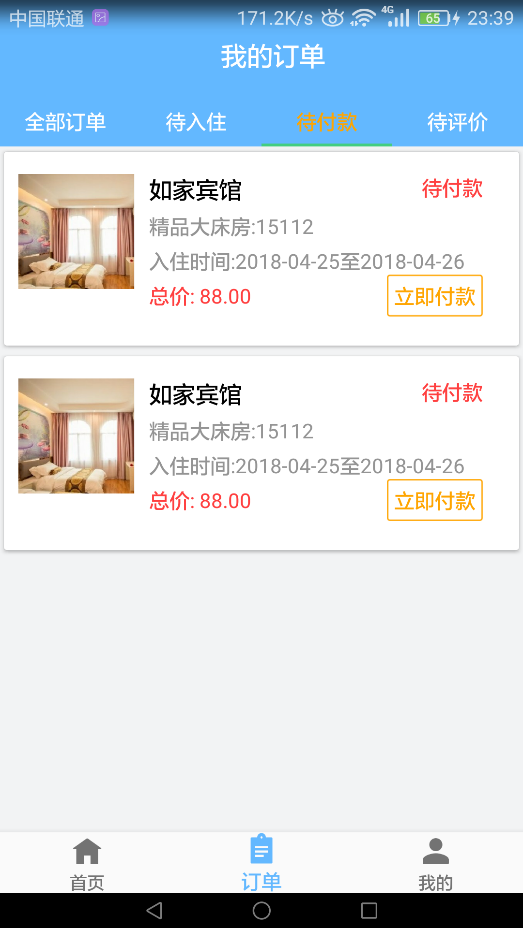 中国联通 171.2K/s 4G 65 23:39
我的订单
全部订单 待入住 待付款 待评价
如家宾馆 待付款
精品大床房:15112
入住时间:2018-04-25至2018-04-26
总价: 88.00 立即付款
如家宾馆 待付款
精品大床房:15112
入住时间:2018-04-25至2018-04-26
总价: 88.00 立即付款
首页 订单 我的